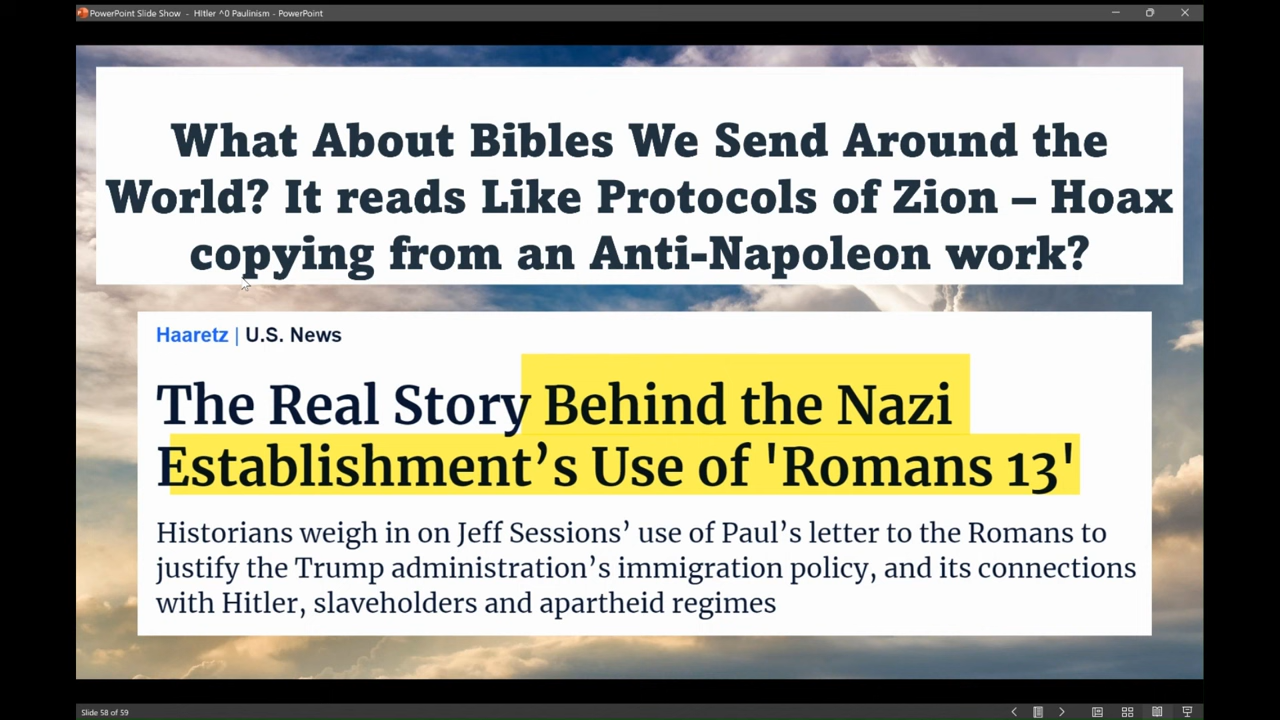 PowerPoint Slide Show - Hitler ^0 Paulinism - PowerPoint
What About Bibles We Send Around the
World? It reads Like Protocols of Zion – Hoax
copying from an Anti-Napoleon work?
Haaretz | U.S. News
The Real Story Behind the Nazi
Establishment’s Use of 'Romans 13'
Historians weigh in on Jeff Sessions’ use of Paul’s letter to the Romans to
justify the Trump administration’s immigration policy, and its connections
with Hitler, slaveholders and apartheid regimes
Slide 58 of 59